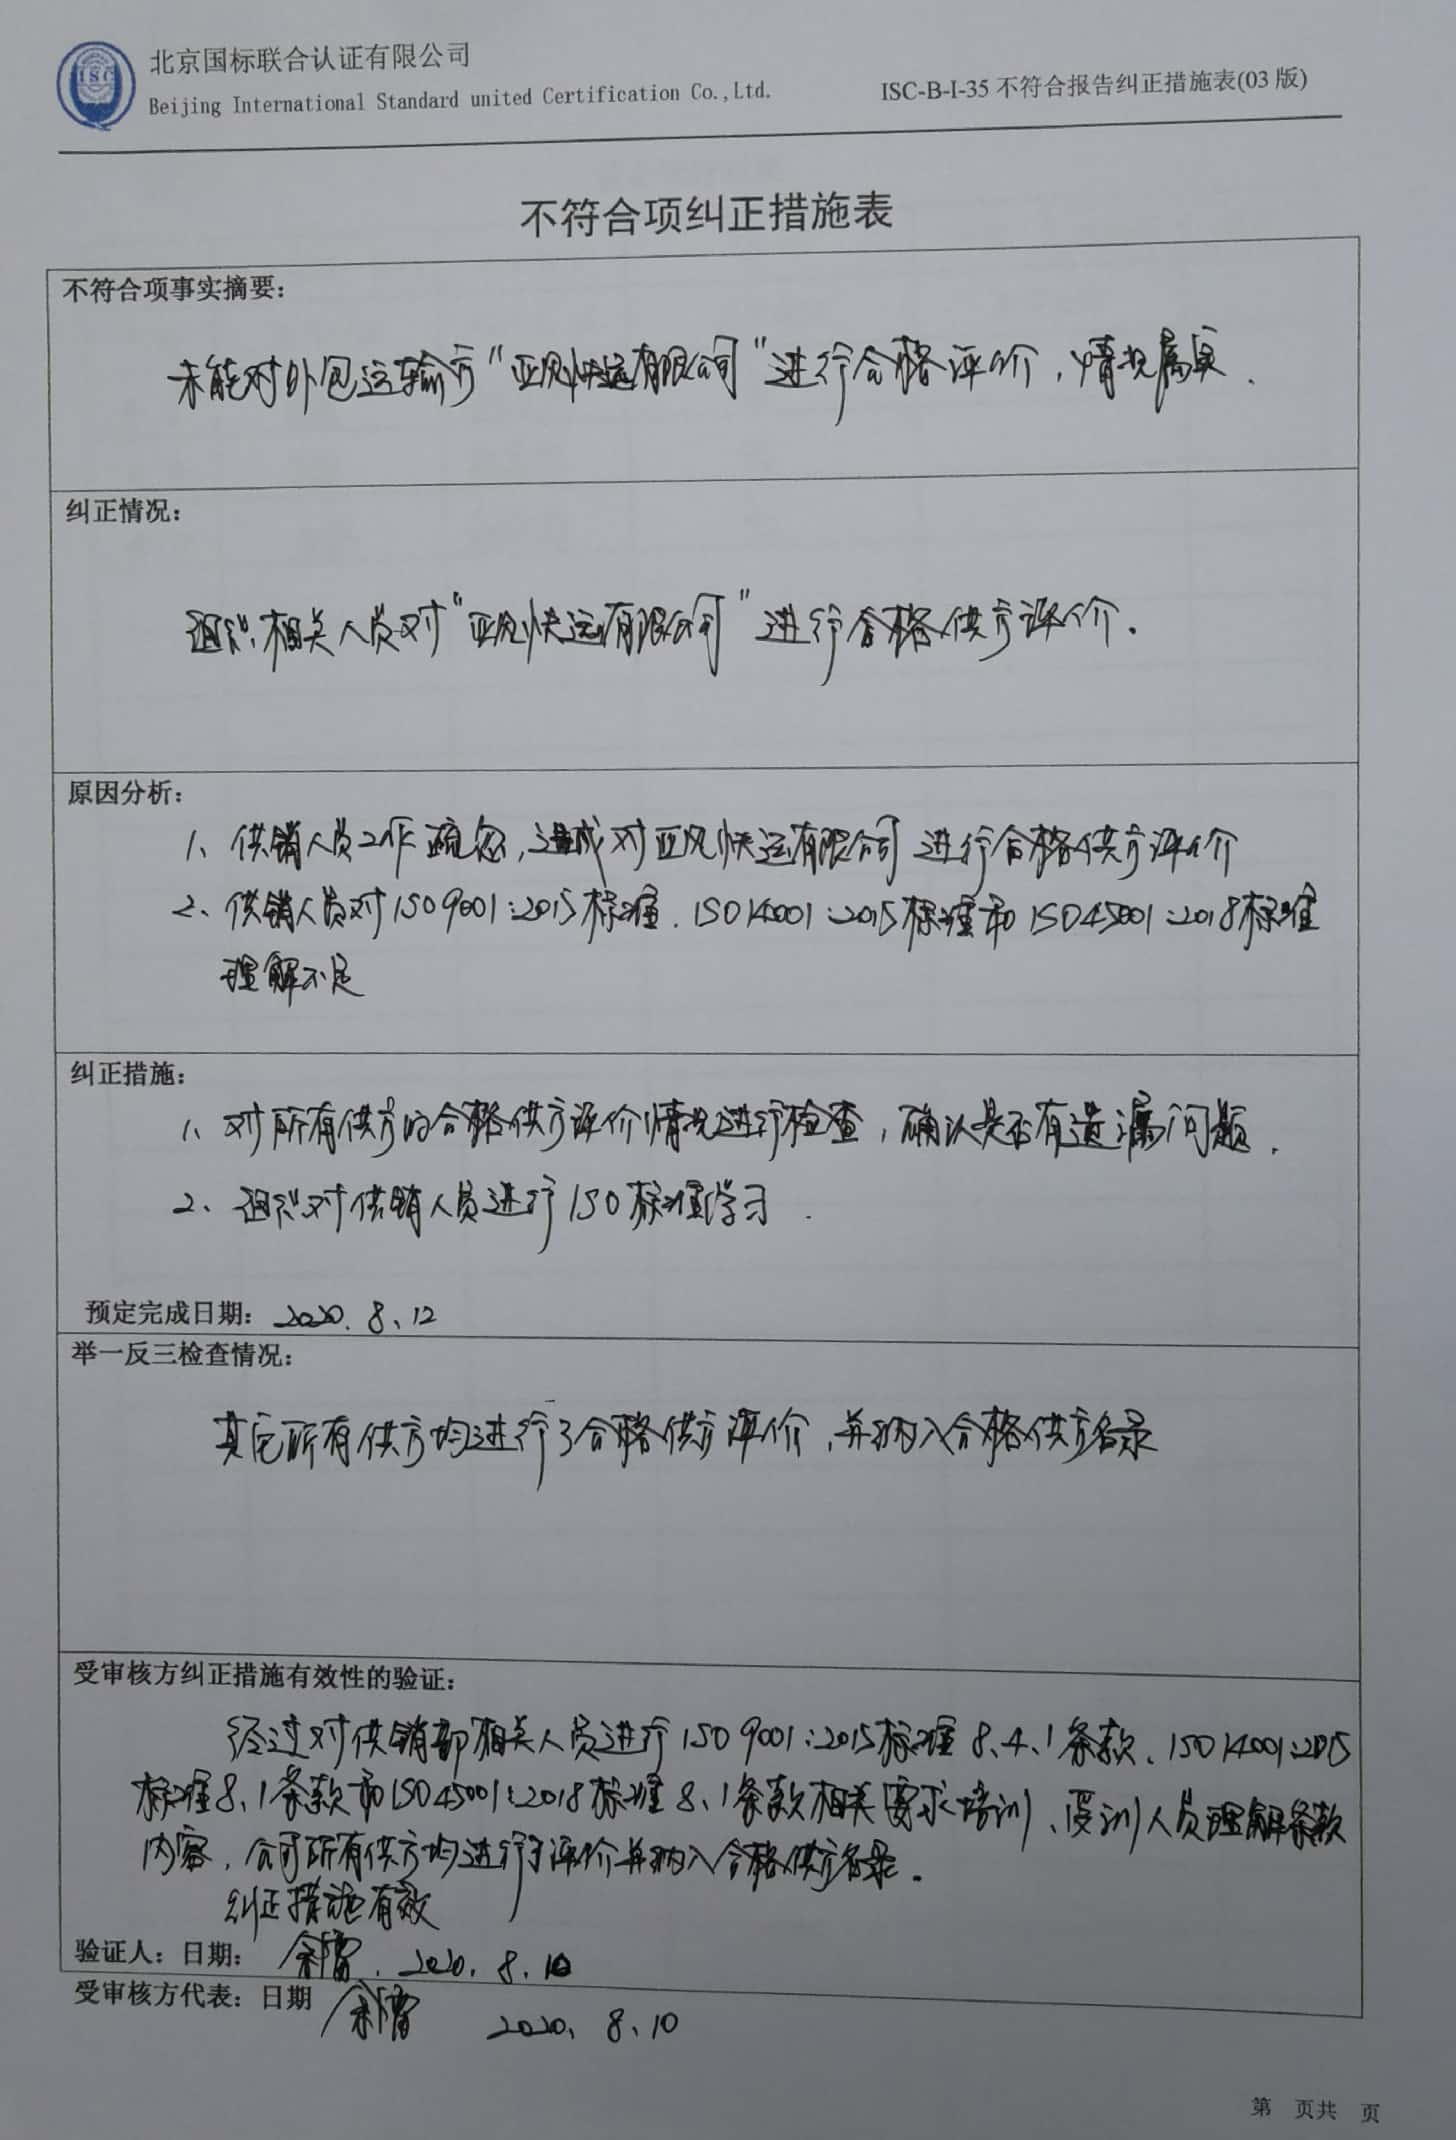 北京国标联合认证有限公司
Beijing International Standard united Certification Co.,Ltd.
ISC-B-I-35 不符合报告纠正措施表(03 版)
ISC
不符合项纠正措施表
不符合项事实摘要:
未能对外包运输方"亚风快运有限公司"进行合格评价,情况属实.
纠正情况:
组织相关人员对"亚风快运有限公司"进行合格供方评价.
原因分析:
1、供销人员工作疏忽,造成对亚风快运有限公司 进行合格供方评价
2、供销人员对ISO9001:2015标准.ISO14001:2015标准和ISO45001:2018标准
理解不足
纠正措施:
1、对所有供方的合格供方评价情况进行检查,确认是否有遗漏问题.
2、组织对供销人员进行ISO标准学习.
预定完成日期: 2020.8.12
举一反三检查情况:
其它所有供方均进行了合格供方评价,并纳入合格供方名录
受审核方纠正措施有效性的验证:
经过对供销部相关人员进行ISO9001:2015标准8.4.1条款、ISO14001:2015
标准8.1条款和ISO45001:2018标准8.1条款相关要求培训、受训人员理解条款
内容,公司所有供方均进行了评价并纳入合格供方名录.
纠正措施有效
验证人: 日期: 2020.8.10
受审核方代表: 日期 2020.8.10
第 页共 页